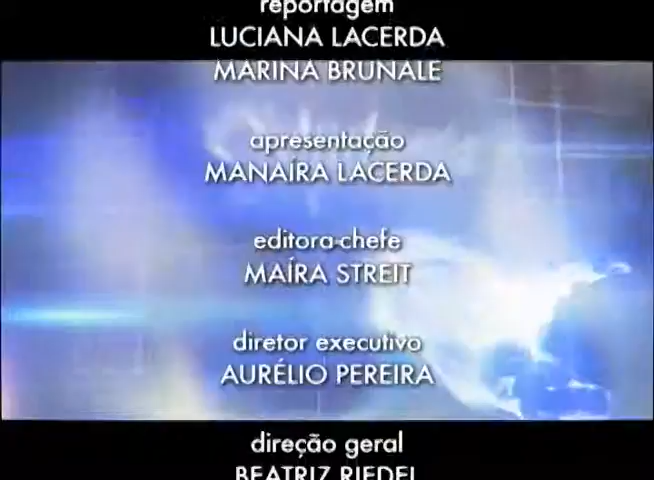 reportagem
LUCIANA LACERDA
MARINA BRUNALE
apresentação
MANAÍRA LACERDA
editora-chefe
MAÍRA STREIT
diretor executivo
AURÉLIO PEREIRA
direção geral
BEATRIZ RIEDEL